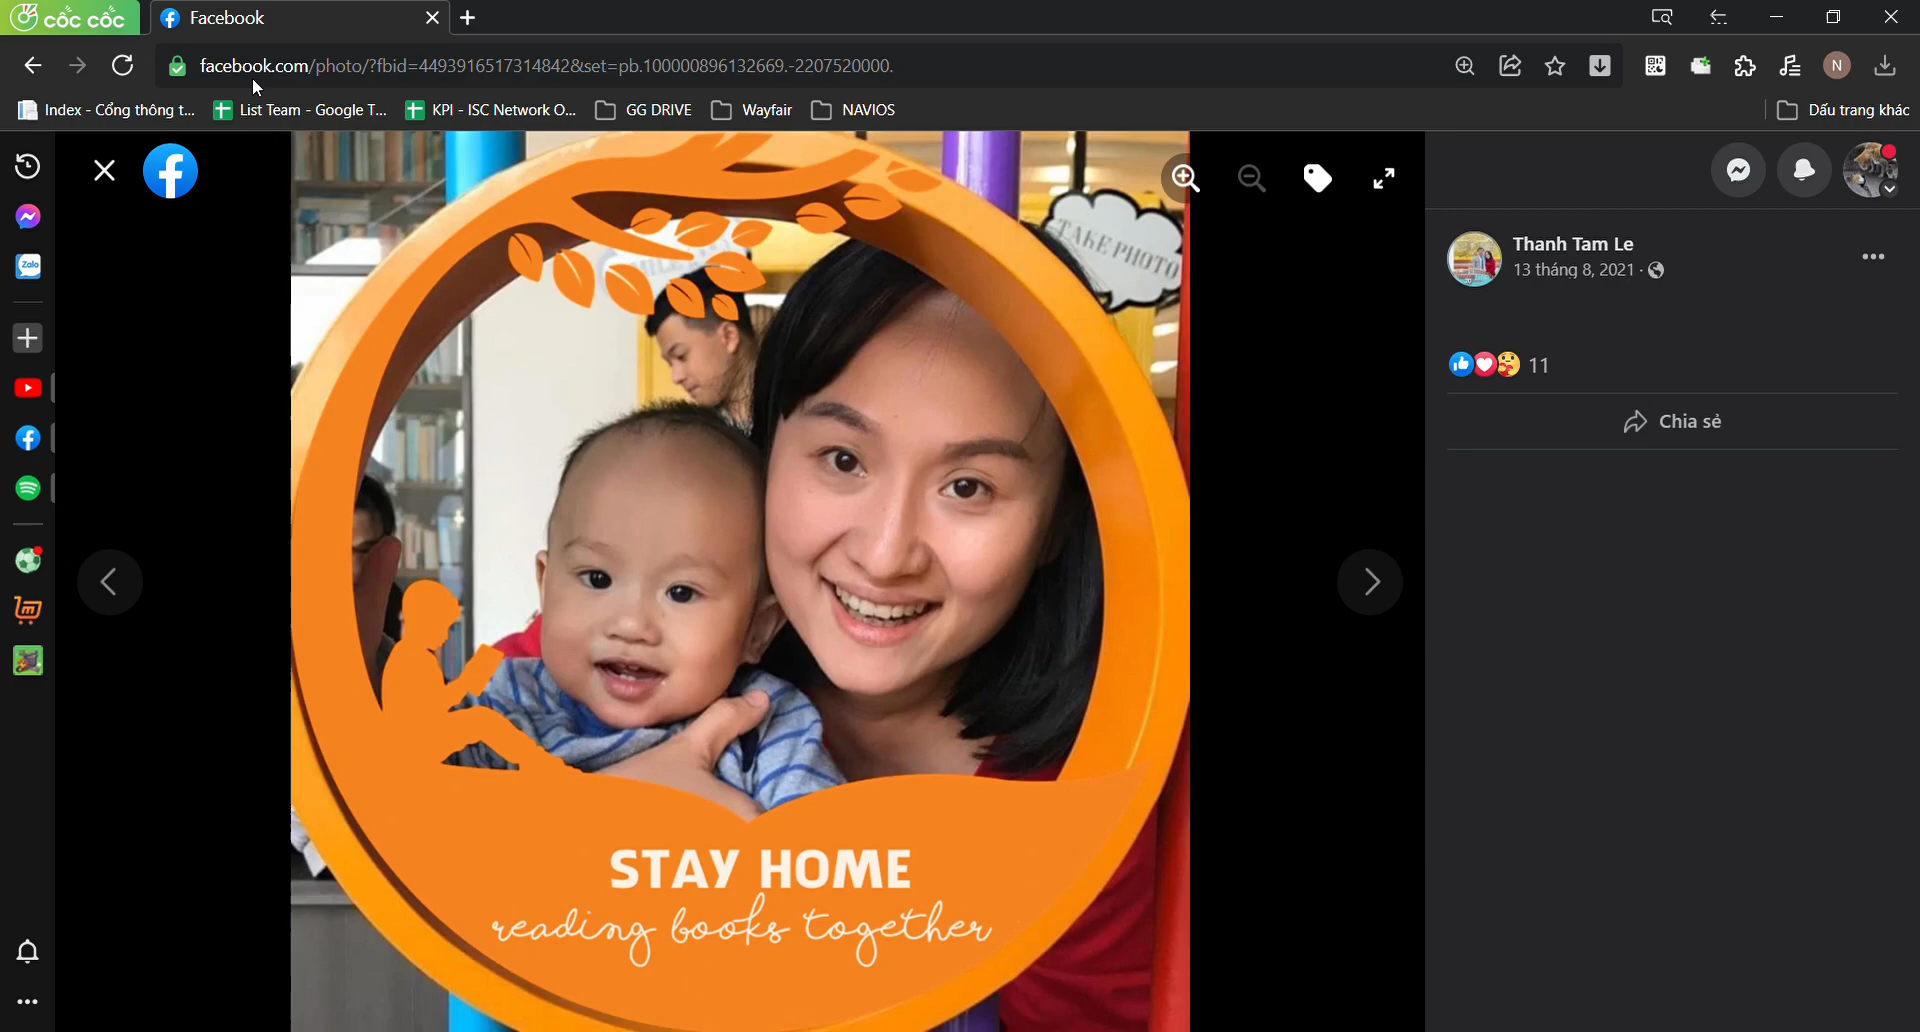 cốc cốc
Facebook
facebook.com/photo/?fbid=4493916517314842&set=pb.100000896132669.-2207520000.
N
Index - Cổng thông t...
List Team - Google T...
KPI - ISC Network O...
GG DRIVE
Wayfair
NAVIOS
Dấu trang khác
Zalo
TAKE PHOTO
Thanh Tam Le
13 tháng 8, 2021 ·
11
Chia sẻ
STAY HOME
reading books together